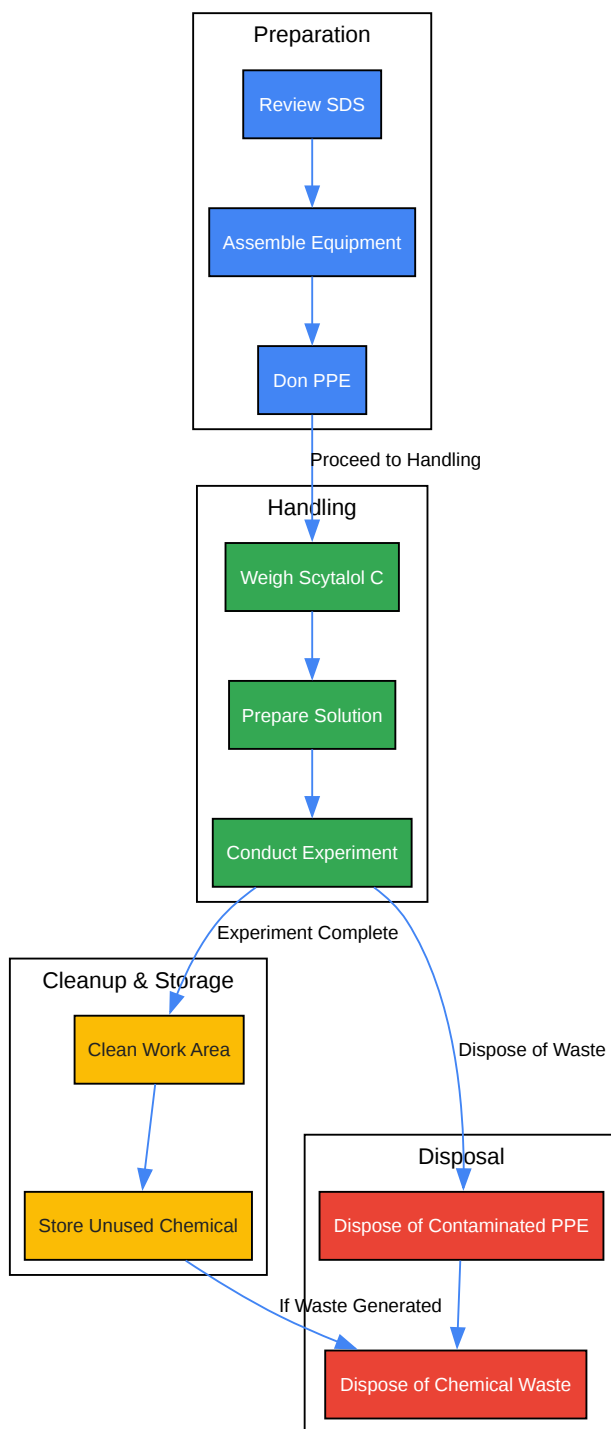 Preparation
Review SDS
Assemble Equipment
Don PPE
Proceed to Handling
Handling
Weigh Scytalol C
Prepare Solution
Conduct Experiment
Experiment Complete
Cleanup & Storage
Clean Work Area
Dispose of Waste
Disposal
Store Unused Chemical
Dispose of Contaminated PPE
If Waste Generated
Dispose of Chemical Waste